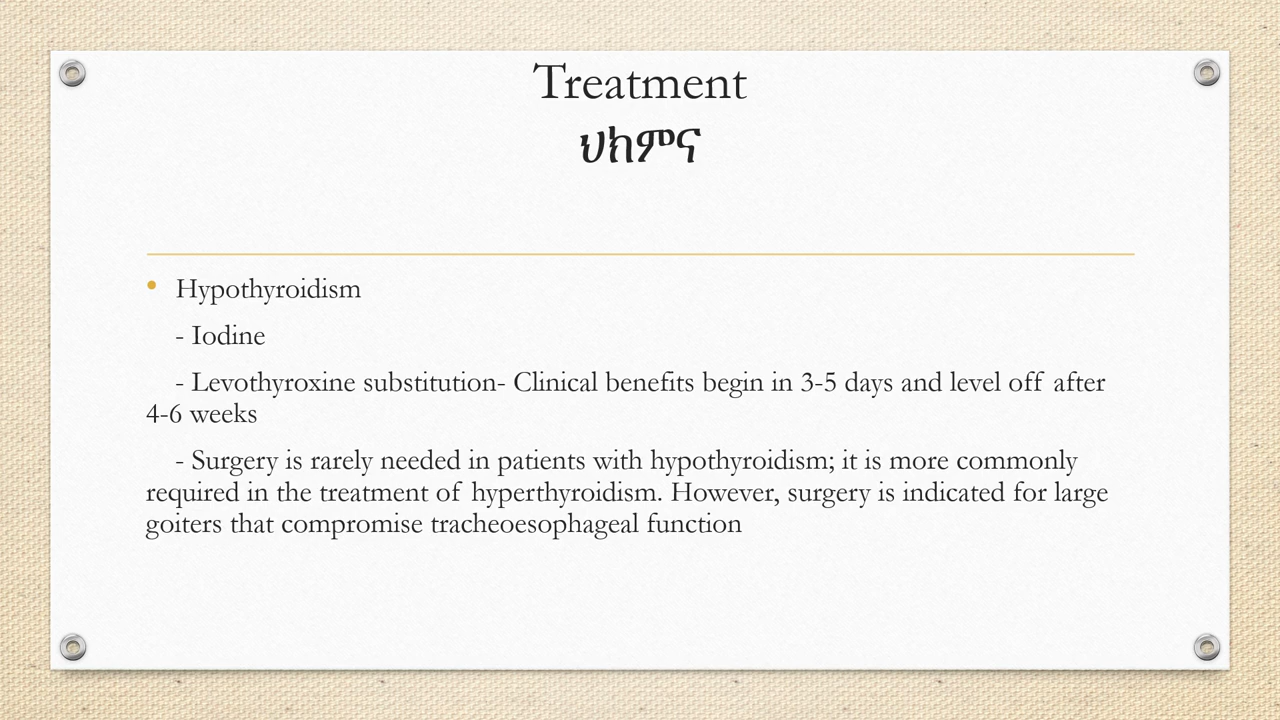 Treatment
ህክምና
• Hypothyroidism
- Iodine
- Levothyroxine substitution- Clinical benefits begin in 3-5 days and level off after
4-6 weeks
- Surgery is rarely needed in patients with hypothyroidism; it is more commonly
required in the treatment of hyperthyroidism. However, surgery is indicated for large
goiters that compromise tracheoesophageal function